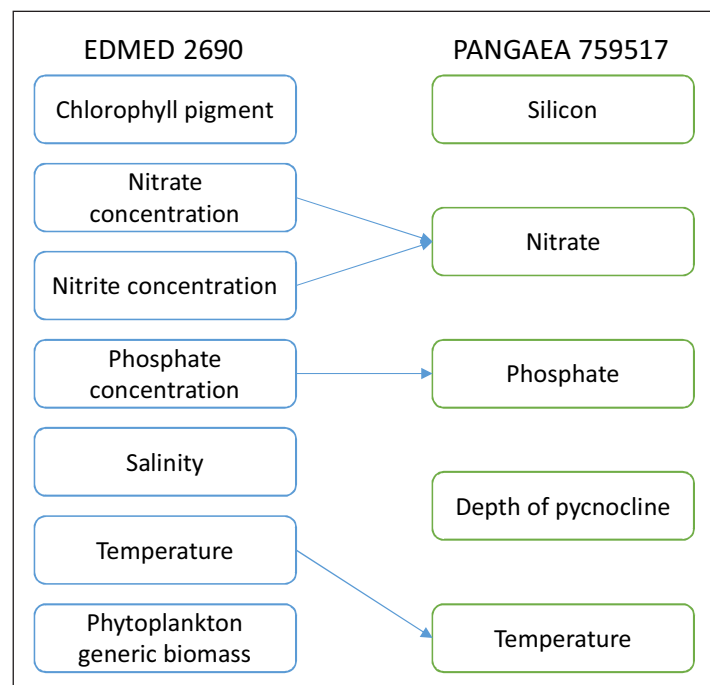 EDMED 2690
Chlorophyll pigment
Nitrate
concentration
Nitrite concentration
Phosphate
concentration
Salinity
Temperature
Phytoplankton
generic biomass
PANGAEA 759517
Silicon
Nitrate
Phosphate
Depth of pycnocline
Temperature